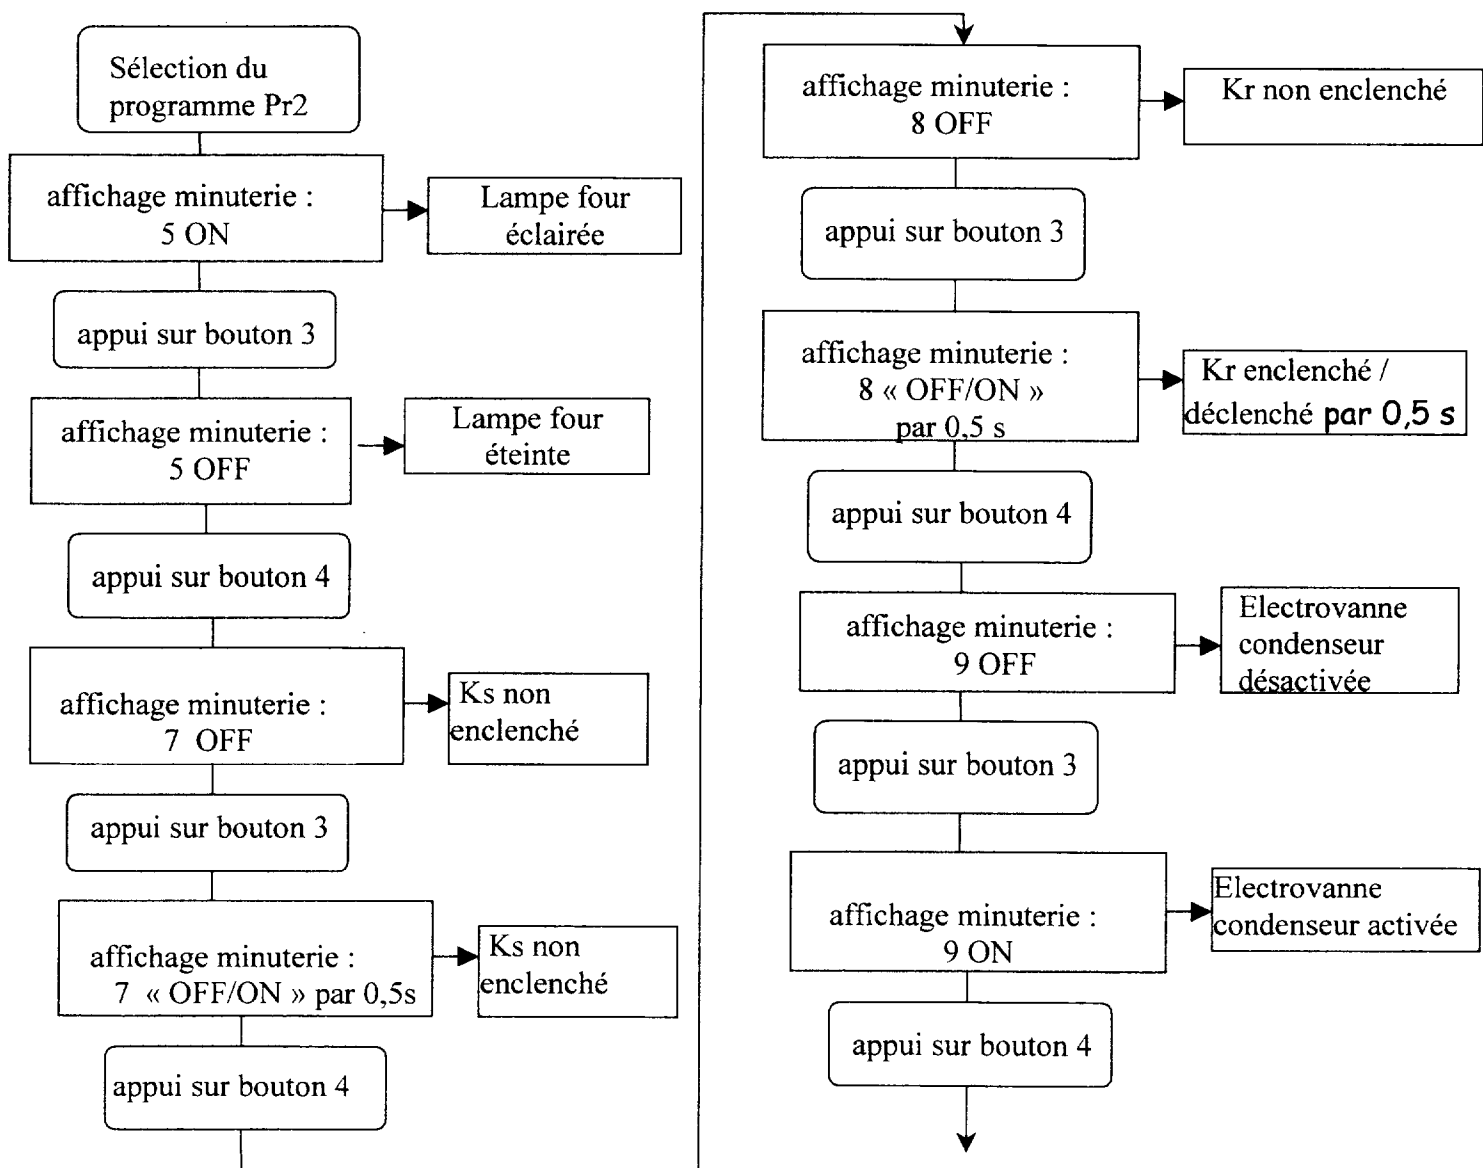 Sélection du
programme Pr2
affichage minuterie :
5 ON
Lampe four
éclairée
appui sur bouton 3
affichage minuterie :
5 OFF
Lampe four
éteinte
appui sur bouton 4
affichage minuterie :
7 OFF
Ks non
enclenché
appui sur bouton 3
affichage minuterie :
7 « OFF/ON » par 0,5s
Ks non
enclenché
appui sur bouton 4
affichage minuterie :
8 OFF
Kr non enclenché
appui sur bouton 3
affichage minuterie :
8 « OFF/ON »
par 0,5 s
Kr enclenché /
déclenché par 0,5 s
appui sur bouton 4
affichage minuterie :
9 OFF
Electrovanne
condenseur
désactivée
appui sur bouton 3
affichage minuterie :
9 ON
Electrovanne
condenseur activée
appui sur bouton 4